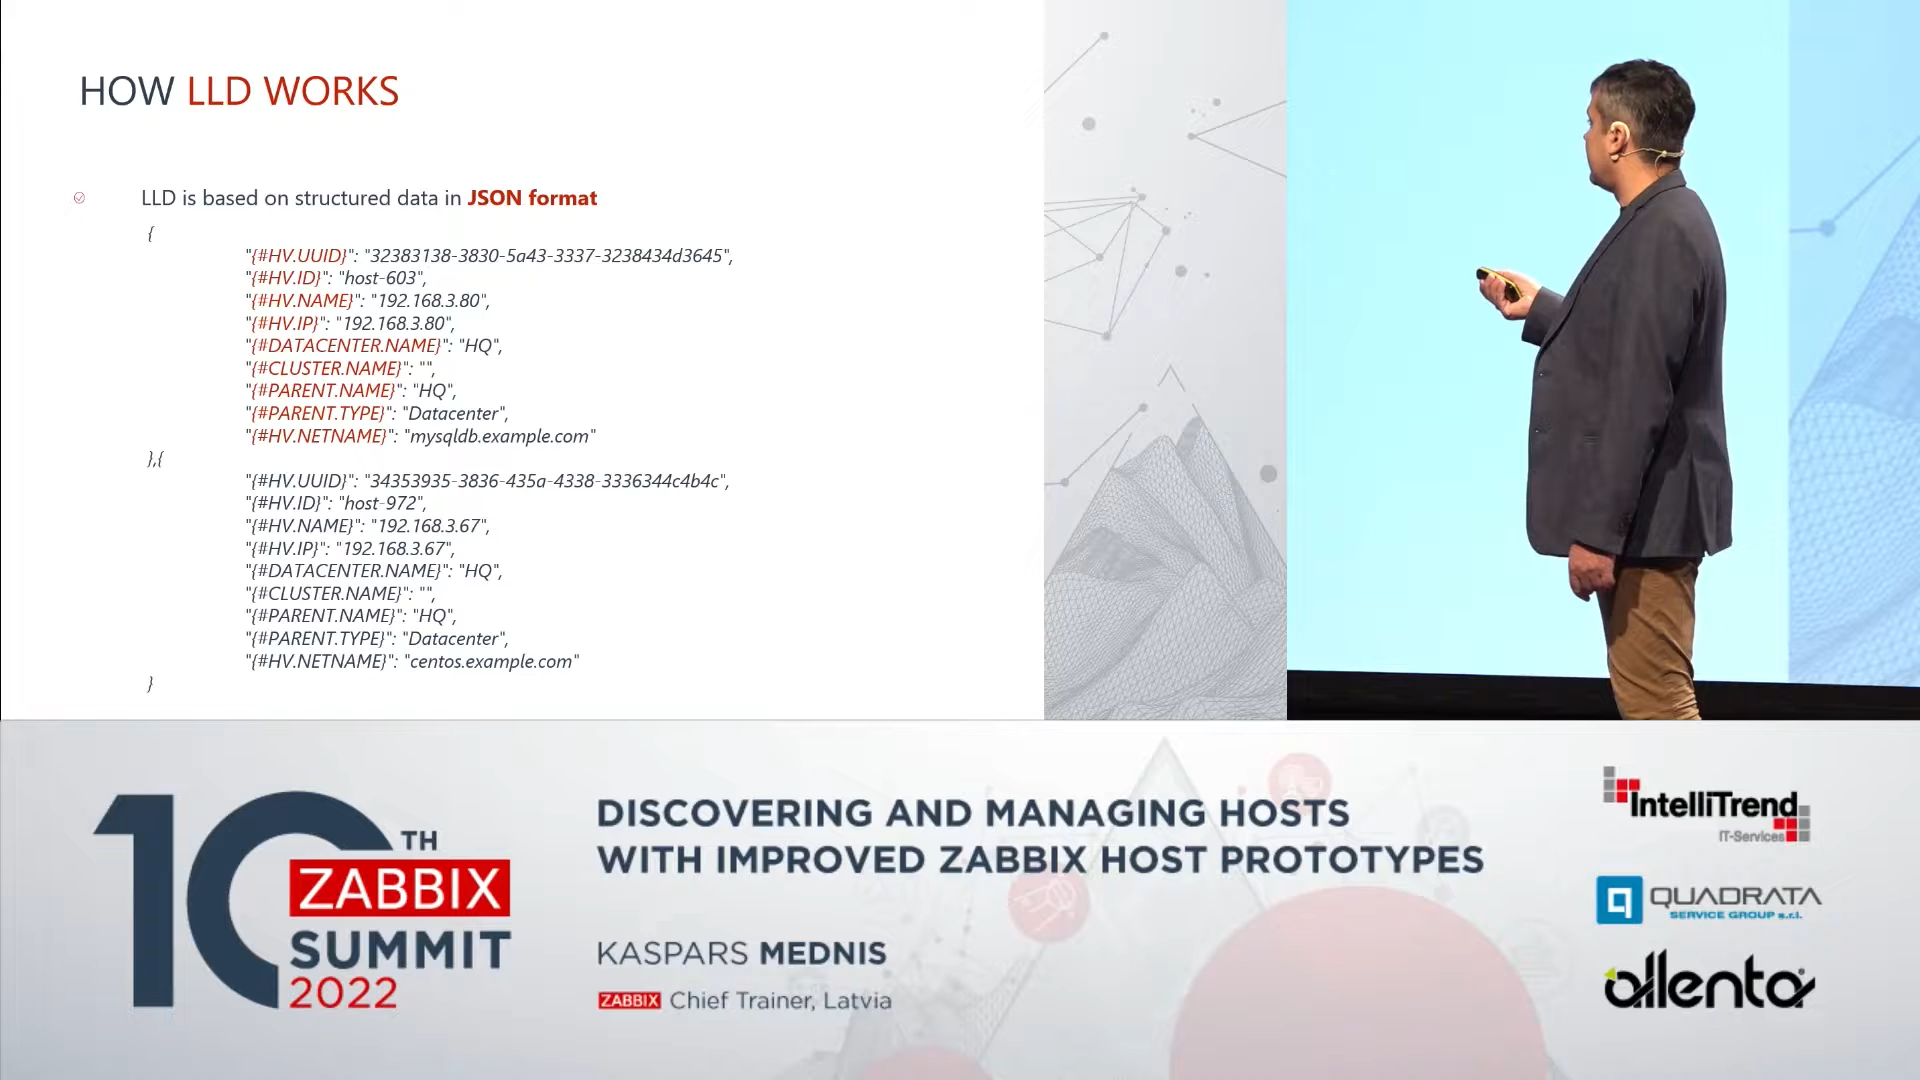 HOW LLD WORKS
LLD is based on structured data in JSON format
{
"{#HV.UUID}": "32383138-3830-5a43-3337-3238434d3645",
"{#HV.ID}": "host-603",
"{#HV.NAME}": "192.168.3.80",
"{#HV.IP}": "192.168.3.80",
"{#DATACENTER.NAME}": "HQ",
"{#CLUSTER.NAME}": "",
"{#PARENT.NAME}": "HQ",
"{#PARENT.TYPE}": "Datacenter",
"{#HV.NETNAME}": "mysqldb.example.com"
},{
"{#HV.UUID}": "34353935-3836-435a-4338-3336344c4b4c",
"{#HV.ID}": "host-972",
"{#HV.NAME}": "192.168.3.67",
"{#HV.IP}": "192.168.3.67",
"{#DATACENTER.NAME}": "HQ",
"{#CLUSTER.NAME}": "",
"{#PARENT.NAME}": "HQ",
"{#PARENT.TYPE}": "Datacenter",
"{#HV.NETNAME}": "centos.example.com"
}
10TH
ZABBIX
SUMMIT
2022
DISCOVERING AND MANAGING HOSTS
WITH IMPROVED ZABBIX HOST PROTOTYPES
KASPARS MEDNIS
ZABBIX Chief Trainer, Latvia
IntelliTrend
IT-Services
QUADRATA
SERVICE GROUP s.r.l.
allenta